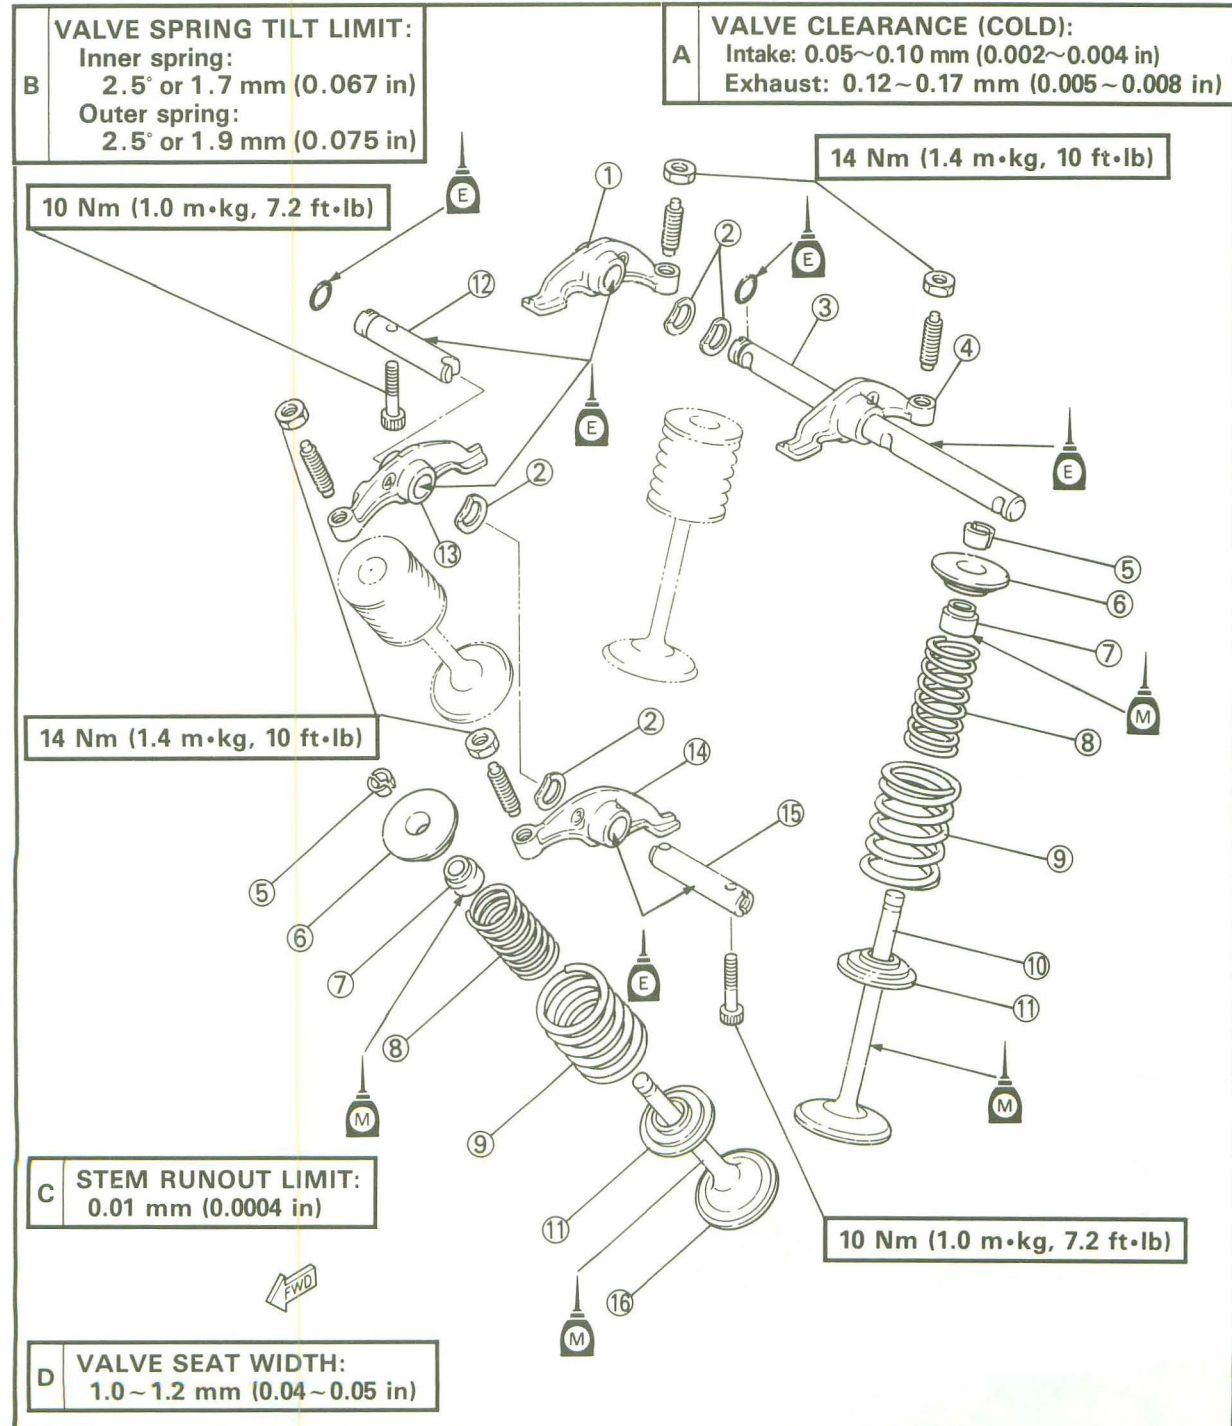 B
VALVE SPRING TILT LIMIT:
Inner spring:
2.5° or 1.7 mm (0.067 in)
Outer spring:
2.5° or 1.9 mm (0.075 in)
A
VALVE CLEARANCE (COLD):
Intake: 0.05~0.10 mm (0.002~0.004 in)
Exhaust: 0.12~0.17 mm (0.005~0.008 in)
14 Nm (1.4 m•kg, 10 ft•lb)
10 Nm (1.0 m•kg, 7.2 ft•lb)
E
①
②
E
⑫
③
④
E
E
②
⑬
⑤
⑥
⑦
M
⑧
14 Nm (1.4 m•kg, 10 ft•lb)
②
⑭
⑮
⑤
⑥
⑦
⑧
⑨
E
⑩
⑪
M
M
⑨
C
STEM RUNOUT LIMIT:
0.01 mm (0.0004 in)
⑪
10 Nm (1.0 m•kg, 7.2 ft•lb)
FWD
⑯
M
D
VALVE SEAT WIDTH:
1.0~1.2 mm (0.04~0.05 in)